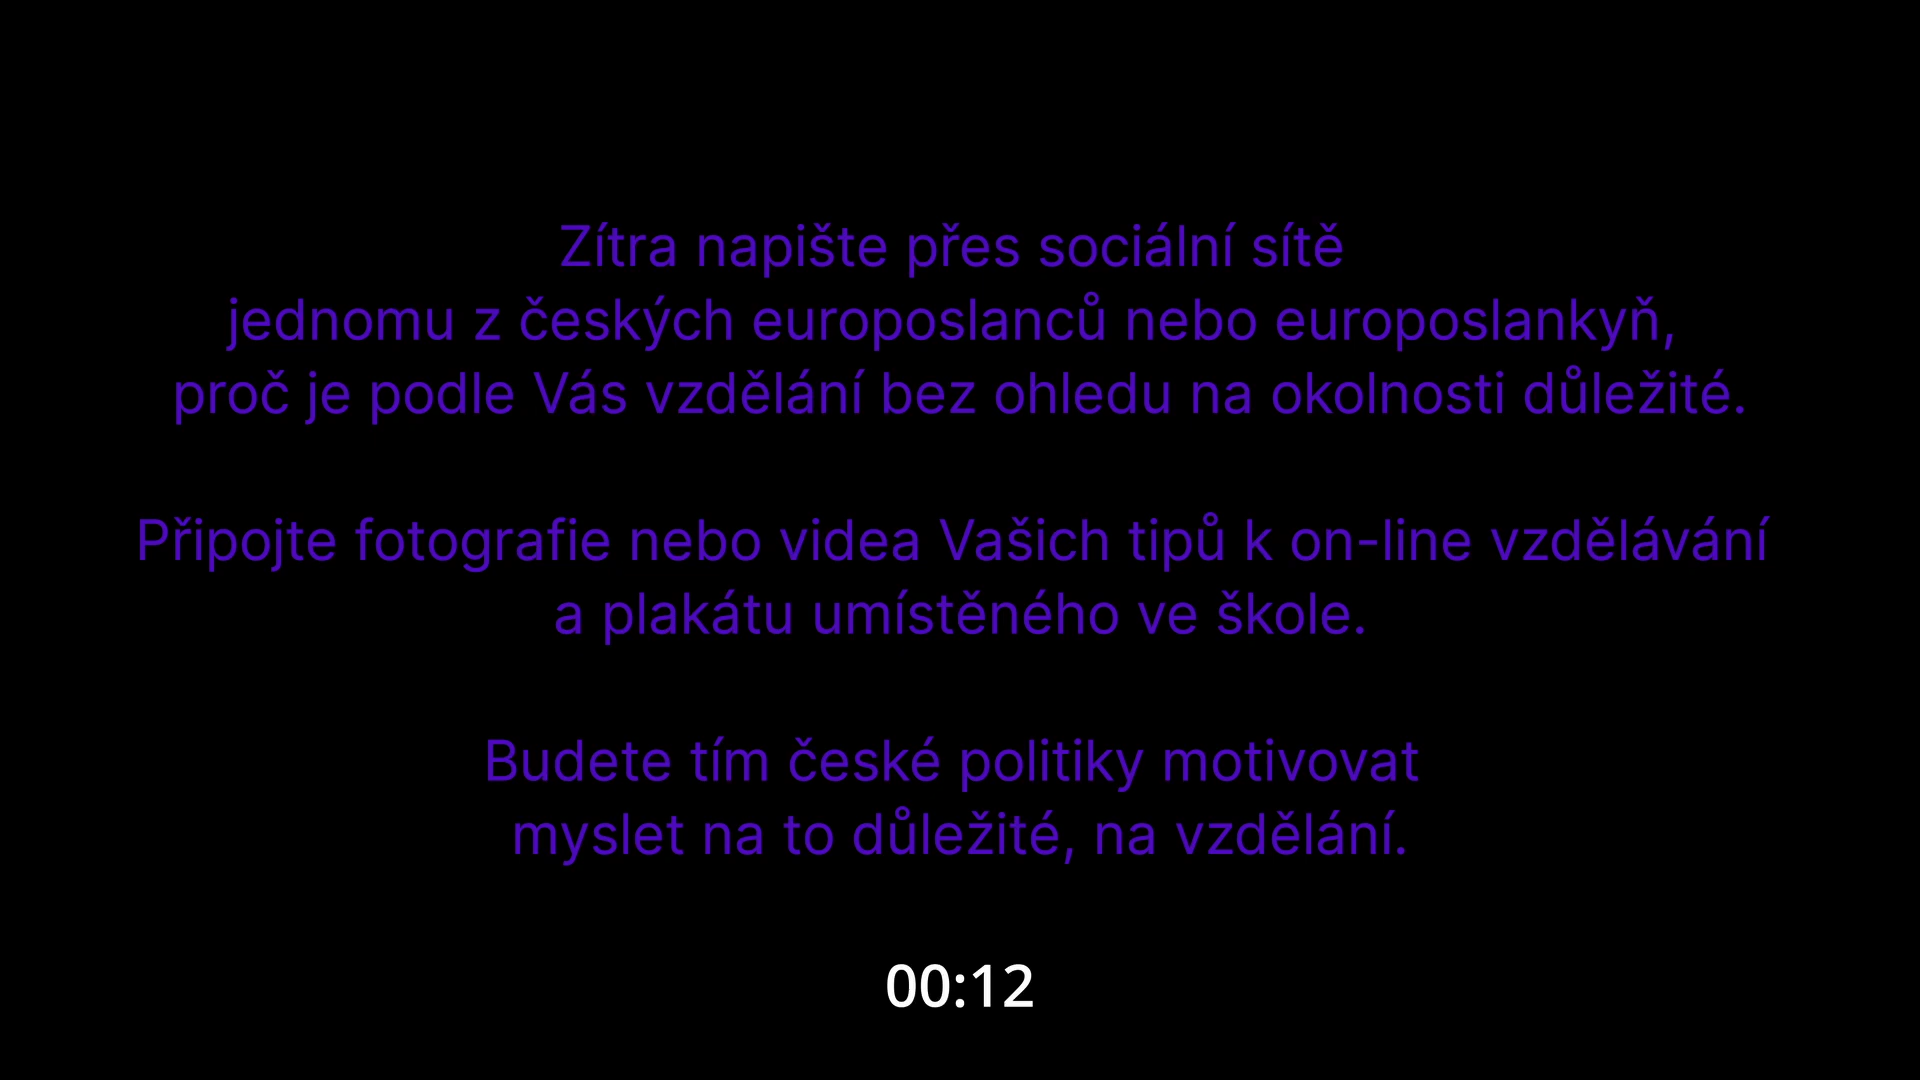 Zítra napište přes sociální sítě
jednomu z českých europoslanců nebo europoslankyň,
proč je podle Vás vzdělání bez ohledu na okolnosti důležité.
Připojte fotografie nebo videa Vašich tipů k on-line vzdělávání
a plakátu umístěného ve škole.
Budete tím české politiky motivovat
myslet na to důležité, na vzdělání.
00:12